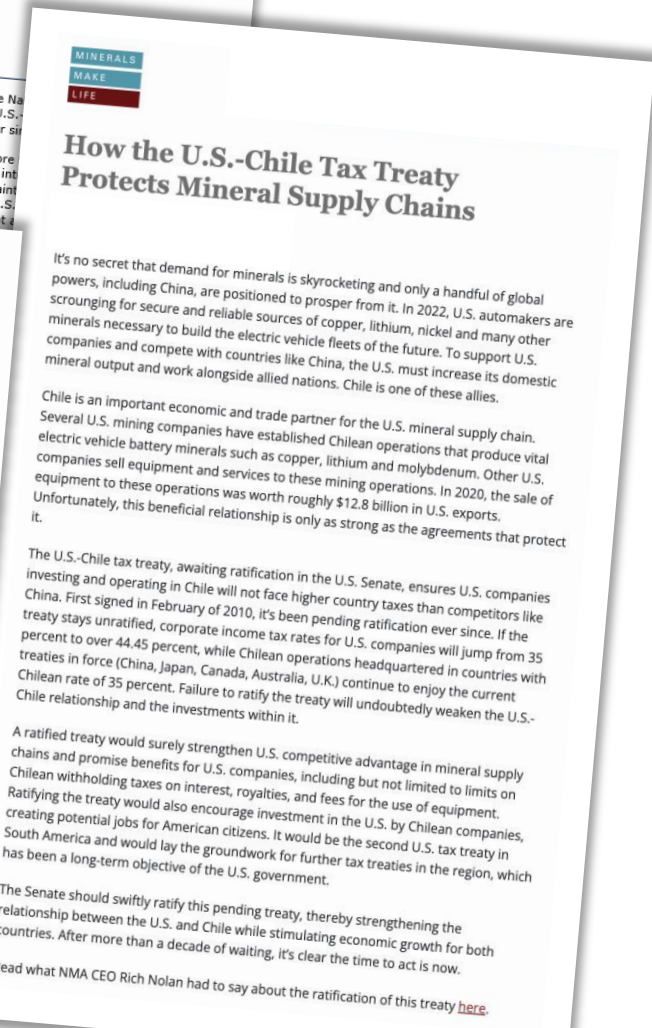 MINERALS
MAKE
LIFE
How the U.S.-Chile Tax Treaty
Protects Mineral Supply Chains
It's no secret that demand for minerals is skyrocketing and only a handful of global
powers, including China, are positioned to prosper from it. In 2022, U.S. automakers are
scrounging for secure and reliable sources of copper, lithium, nickel and many other
minerals necessary to build the electric vehicle fleets of the future. To support U.S.
companies and compete with countries like China, the U.S. must increase its domestic
mineral output and work alongside allied nations. Chile is one of these allies.
Chile is an important economic and trade partner for the U.S. mineral supply chain.
Several U.S. mining companies have established Chilean operations that produce vital
electric vehicle battery minerals such as copper, lithium and molybdenum. Other U.S.
companies sell equipment and services to these mining operations. In 2020, the sale of
equipment to these operations was worth roughly $12.8 billion in U.S. exports.
Unfortunately, this beneficial relationship is only as strong as the agreements that protect
it.
The U.S.-Chile tax treaty, awaiting ratification in the U.S. Senate, ensures U.S. companies
investing and operating in Chile will not face higher country taxes than competitors like
China. First signed in February of 2010, it's been pending ratification ever since. If the
treaty stays unratified, corporate income tax rates for U.S. companies will jump from 35
percent to over 44.45 percent, while Chilean operations headquartered in countries with
treaties in force (China, Japan, Canada, Australia, U.K.) continue to enjoy the current
Chilean rate of 35 percent. Failure to ratify the treaty will undoubtedly weaken the U.S.-
Chile relationship and the investments within it.
A ratified treaty would surely strengthen U.S. competitive advantage in mineral supply
chains and promise benefits for U.S. companies, including but not limited to limits on
Chilean withholding taxes on interest, royalties, and fees for the use of equipment.
Ratifying the treaty would also encourage investment in the U.S. by Chilean companies,
creating potential jobs for American citizens. It would be the second U.S. tax treaty in
South America and would lay the groundwork for further tax treaties in the region, which
has been a long-term objective of the U.S. government.
The Senate should swiftly ratify this pending treaty, thereby strengthening the
relationship between the U.S. and Chile while stimulating economic growth for both
countries. After more than a decade of waiting, it's clear the time to act is now.
ead what NMA CEO Rich Nolan had to say about the ratification of this treaty here.